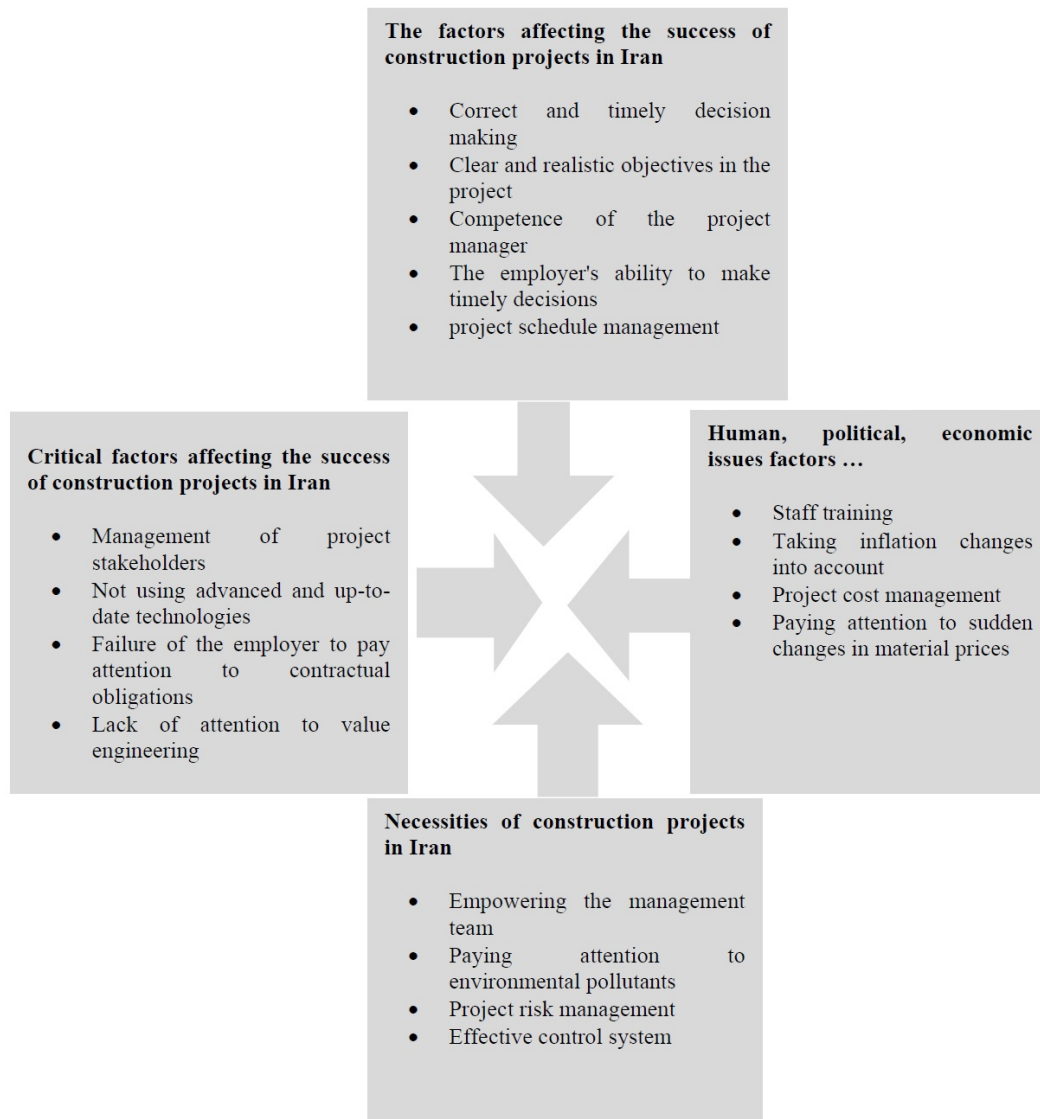 The factors affecting the success of
construction projects in Iran
• Correct and timely decision
making
• Clear and realistic objectives in the
project
• Competence of the project
manager
• The employer's ability to make
timely decisions
• project schedule management
Critical factors affecting the success
of construction projects in Iran
• Management of project
stakeholders
• Not using advanced and up-to-
date technologies
• Failure of the employer to pay
attention to contractual
obligations
• Lack of attention to value
engineering
Human, political, economic
issues factors …
• Staff training
• Taking inflation changes
into account
• Project cost management
• Paying attention to sudden
changes in material prices
Necessities of construction projects
in Iran
• Empowering the management
team
• Paying attention to
environmental pollutants
• Project risk management
• Effective control system